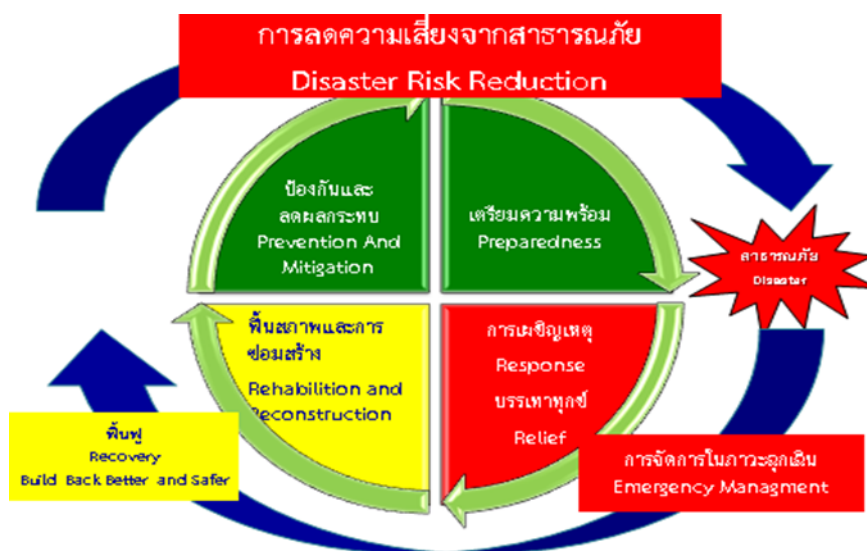 การลดความเสี่ยงจากสาธารณภัย
Disaster Risk Reduction
ป้องกันและ
ลดผลกระทบ
Prevention And
Mitigation
เตรียมความพร้อม
Preparedness
สาธารณภัย
Disaster
ฟื้นสภาพและการ
ซ่อมสร้าง
Rehabilition and
Reconstruction
การเผชิญเหตุ
Response
บรรเทาทุกข์
Relief
ฟื้นฟู
Recovery
Build Back Better and Safer
การจัดการในภาวะฉุกเฉิน
Emergency Managment